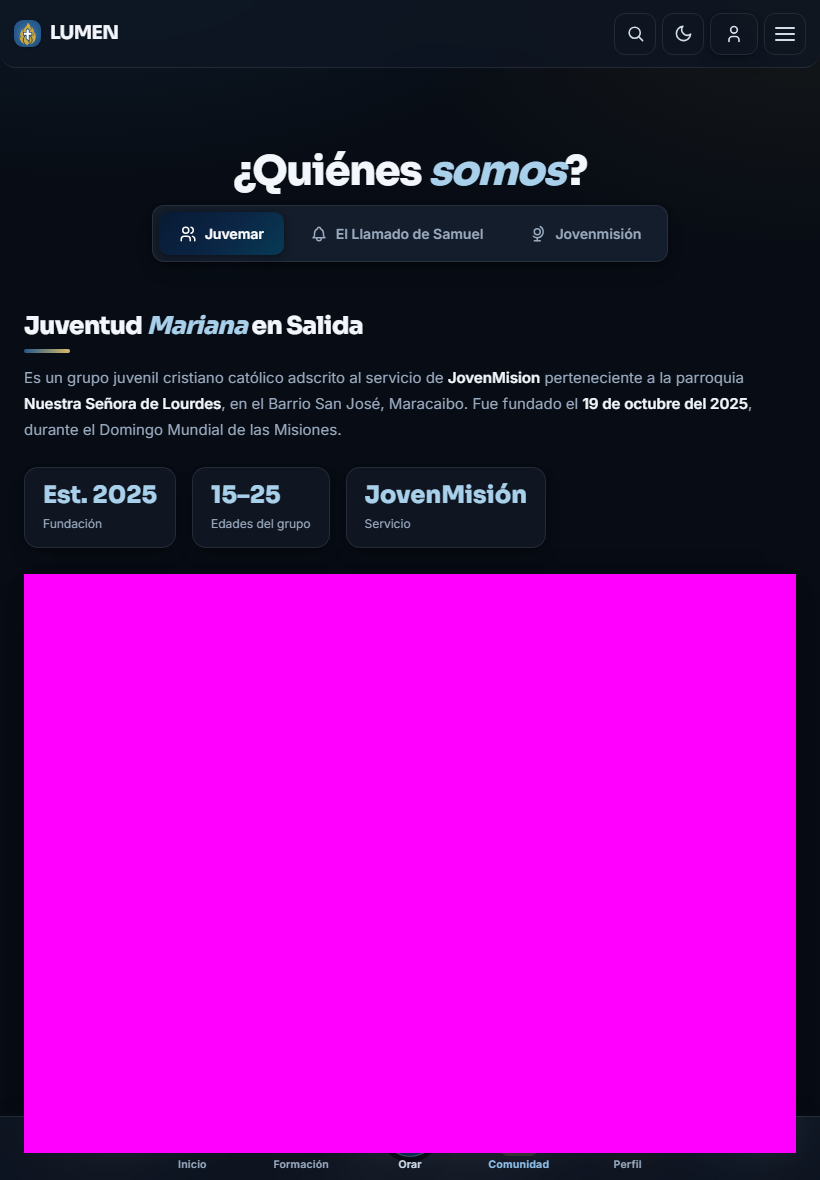 LUMEN
¿Quiénes somos?
Juvemar
El Llamado de Samuel
Jovenmisión
Juventud Mariana en Salida
Es un grupo juvenil cristiano católico adscrito al servicio de JovenMision perteneciente a la parroquia
Nuestra Señora de Lourdes, en el Barrio San José, Maracaibo. Fue fundado el 19 de octubre del 2025,
durante el Domingo Mundial de las Misiones.
Est. 2025
Fundación
15–25
Edades del grupo
JovenMisión
Servicio
Inicio
Formación
Orar
Comunidad
Perfil